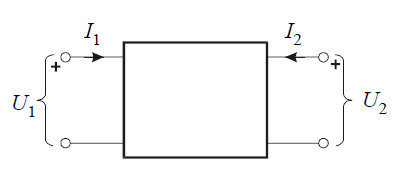 I₁ I₂
+ +
U₁ U₂